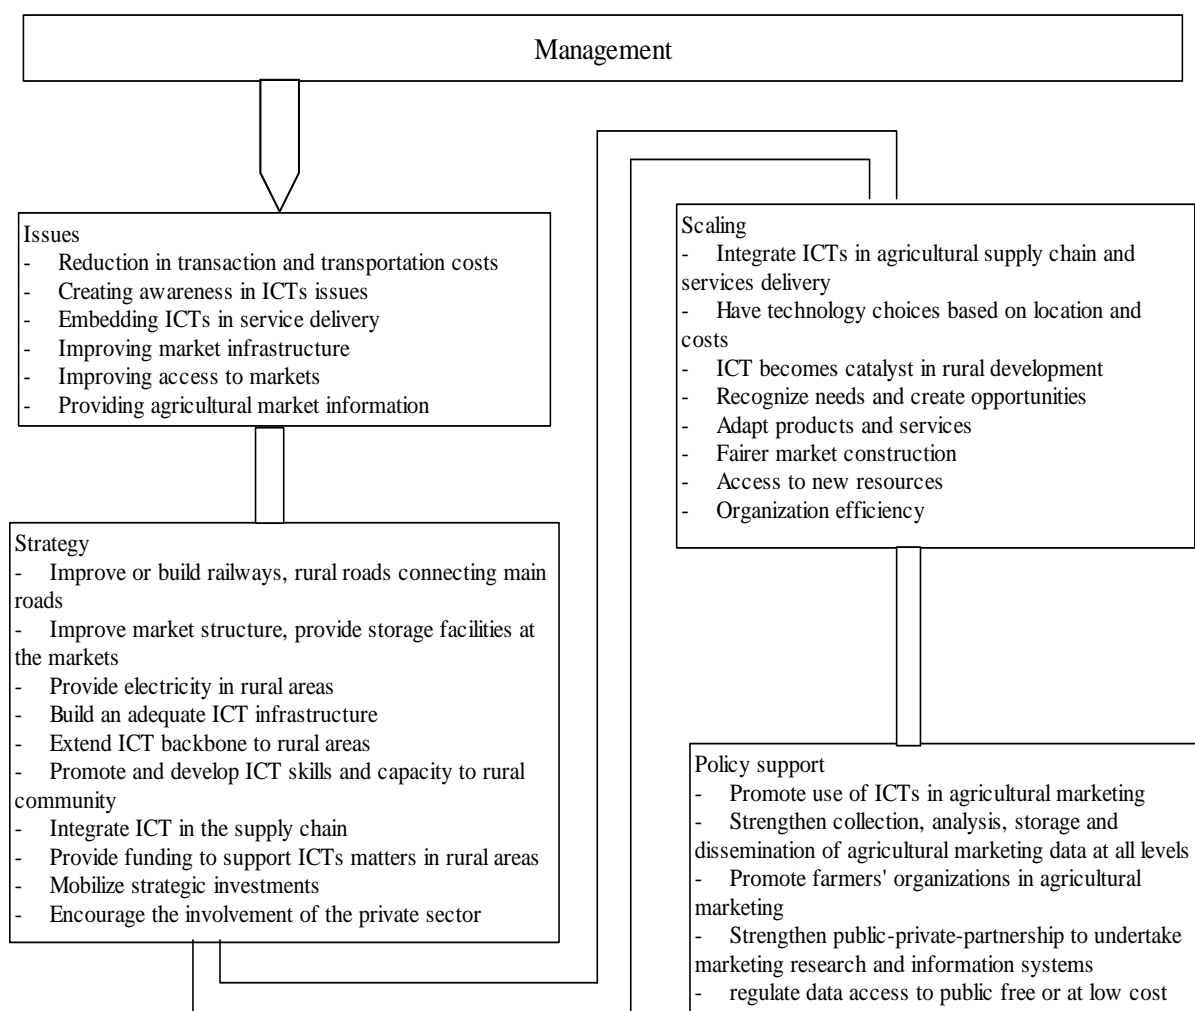 Management
Issues
- Reduction in transaction and transportation costs
- Creating awareness in ICTs issues
- Embedding ICTs in service delivery
- Improving market infrastructure
- Improving access to markets
- Providing agricultural market information
Strategy
- Improve or build railways, rural roads connecting main
roads
- Improve market structure, provide storage facilities at
the markets
- Provide electricity in rural areas
- Build an adequate ICT infrastructure
- Extend ICT backbone to rural areas
- Promote and develop ICT skills and capacity to rural
community
- Integrate ICT in the supply chain
- Provide funding to support ICTs matters in rural areas
- Mobilize strategic investments
- Encourage the involvement of the private sector
Scaling
- Integrate ICTs in agricultural supply chain and
services delivery
- Have technology choices based on location and
costs
- ICT becomes catalyst in rural development
- Recognize needs and create opportunities
- Adapt products and services
- Fairer market construction
- Access to new resources
- Organization efficiency
Policy support
- Promote use of ICTs in agricultural marketing
- Strengthen collection, analysis, storage and
dissemination of agricultural marketing data at all levels
- Promote farmers' organizations in agricultural
marketing
- Strengthen public-private-partnership to undertake
marketing research and information systems
- regulate data access to public free or at low cost